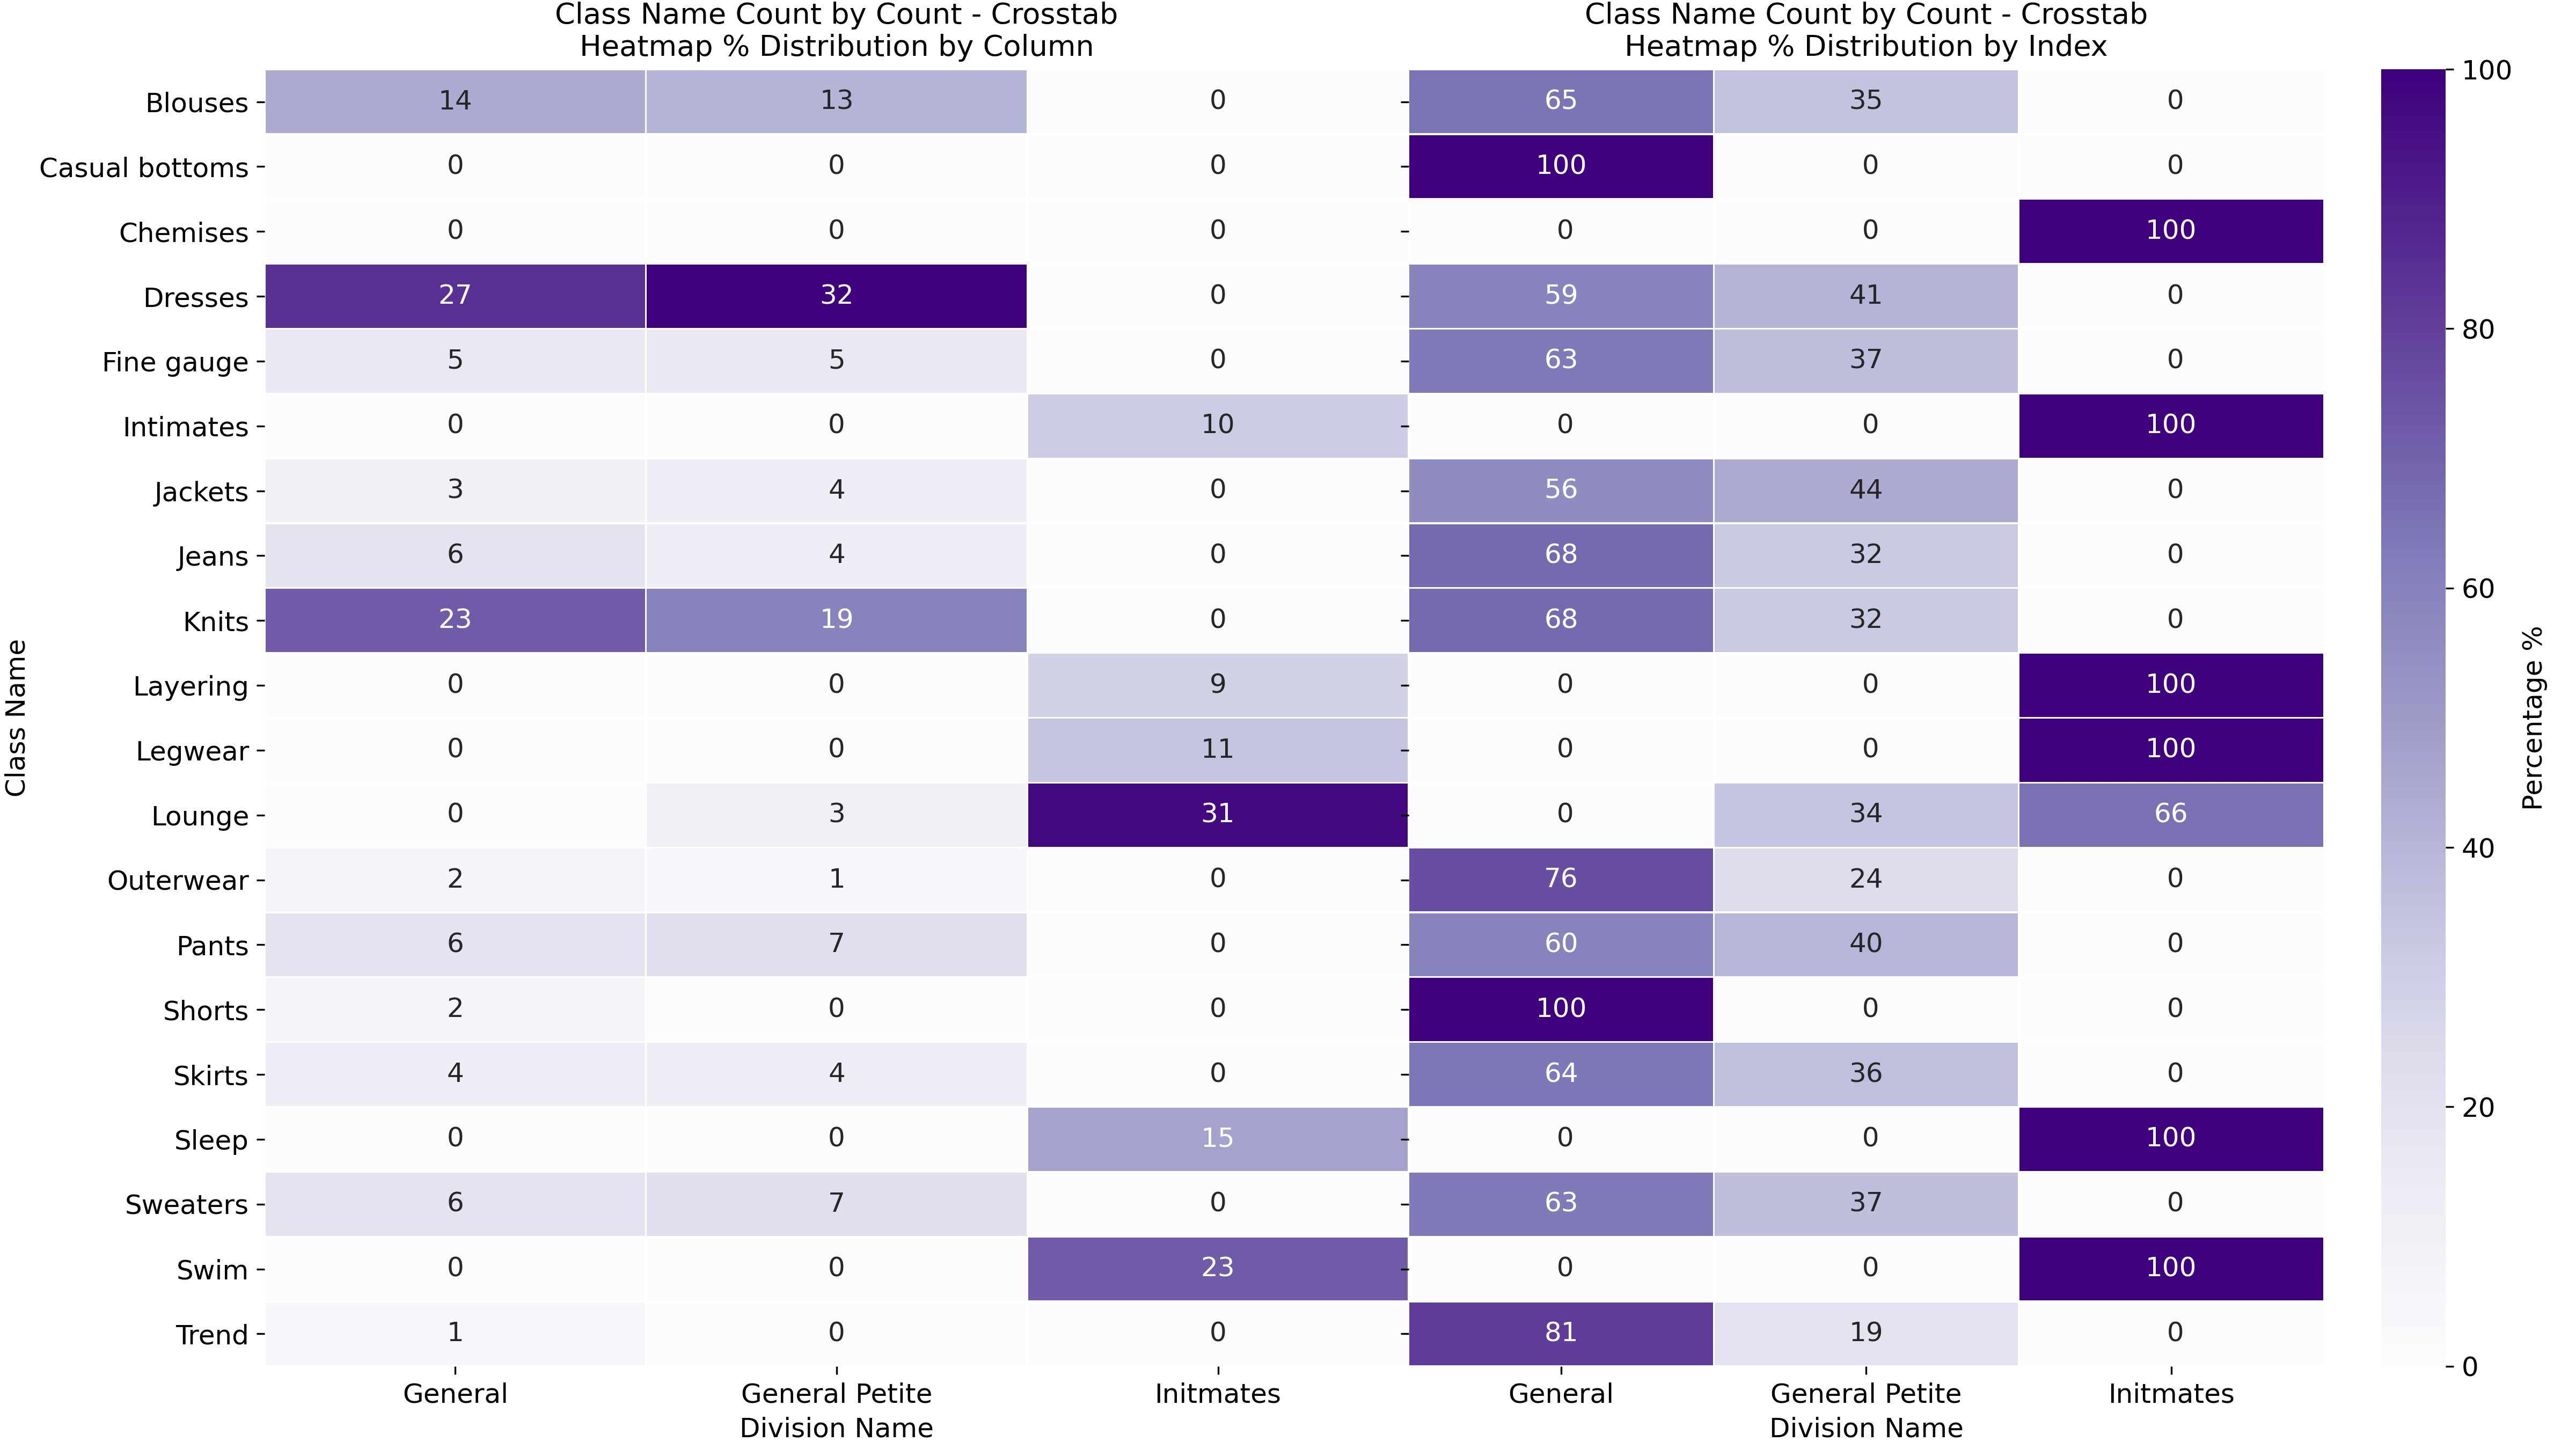 Class Name Count by Count - Crosstab
Heatmap % Distribution by Column
Class Name Count by Count - Crosstab
Heatmap % Distribution by Index
Class Name
Blouses 14 13 0 65 35 0
Casual bottoms 0 0 0 100 0 0
Chemises 0 0 0 0 0 100
Dresses 27 32 0 59 41 0
Fine gauge 5 5 0 63 37 0
Intimates 0 0 10 0 0 100
Jackets 3 4 0 56 44 0
Jeans 6 4 0 68 32 0
Knits 23 19 0 68 32 0
Layering 0 0 9 0 0 100
Legwear 0 0 11 0 0 100
Lounge 0 3 31 0 34 66
Outerwear 2 1 0 76 24 0
Pants 6 7 0 60 40 0
Shorts 2 0 0 100 0 0
Skirts 4 4 0 64 36 0
Sleep 0 0 15 0 0 100
Sweaters 6 7 0 63 37 0
Swim 0 0 23 0 0 100
Trend 1 0 0 81 19 0
General General Petite Initmates General General Petite Initmates
Division Name
Division Name
100
80
60
40
20
0
Percentage %